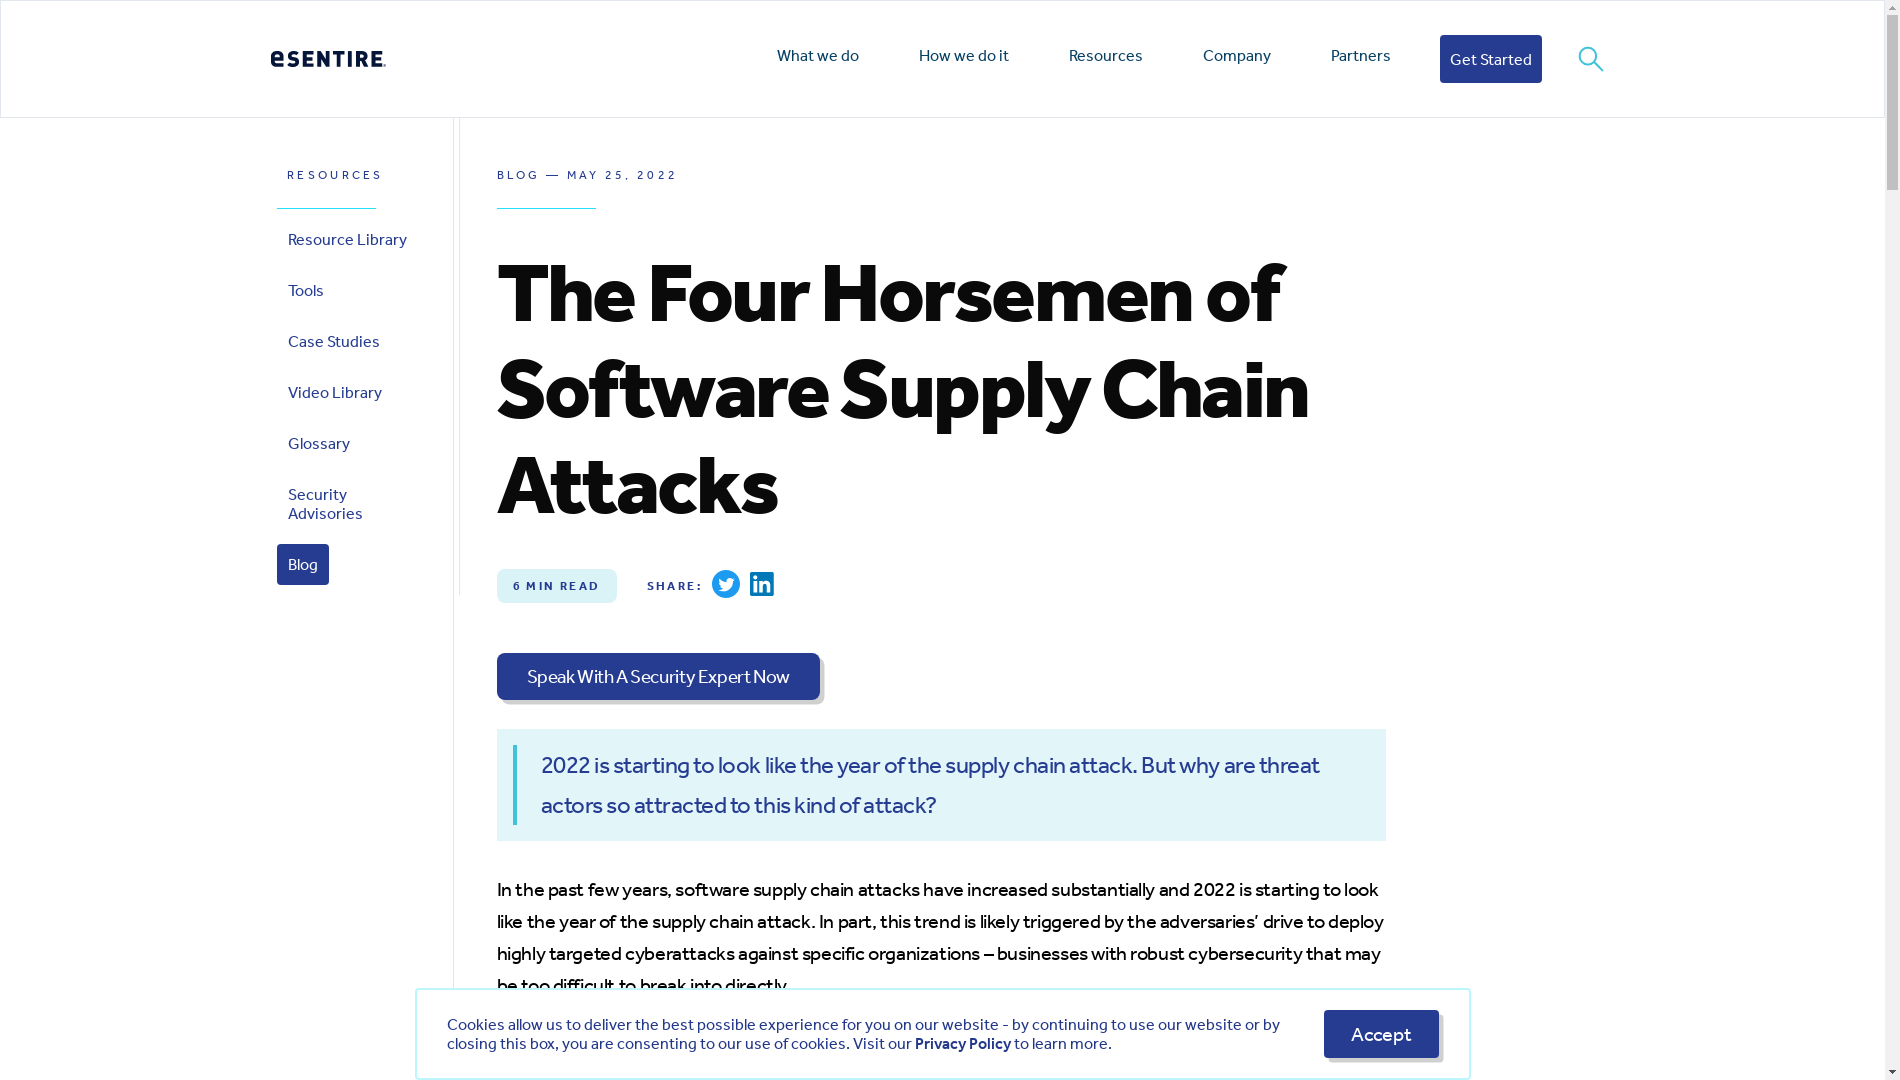 eSENTIRE
What we do
How we do it
Resources
Company
Partners
Get Started
RESOURCES
Resource Library
Tools
Case Studies
Video Library
Glossary
Security
Advisories
Blog
BLOG — MAY 25, 2022
The Four Horsemen of
Software Supply Chain
Attacks
6 MIN READ
SHARE:
Speak With A Security Expert Now
2022 is starting to look like the year of the supply chain attack. But why are threat
actors so attracted to this kind of attack?
In the past few years, software supply chain attacks have increased substantially and 2022 is starting to look
like the year of the supply chain attack. In part, this trend is likely triggered by the adversaries’ drive to deploy
highly targeted cyberattacks against specific organizations – businesses with robust cybersecurity that may
be too difficult to break into directly.
Cookies allow us to deliver the best possible experience for you on our website - by continuing to use our website or by
closing this box, you are consenting to our use of cookies. Visit our Privacy Policy to learn more.
Accept